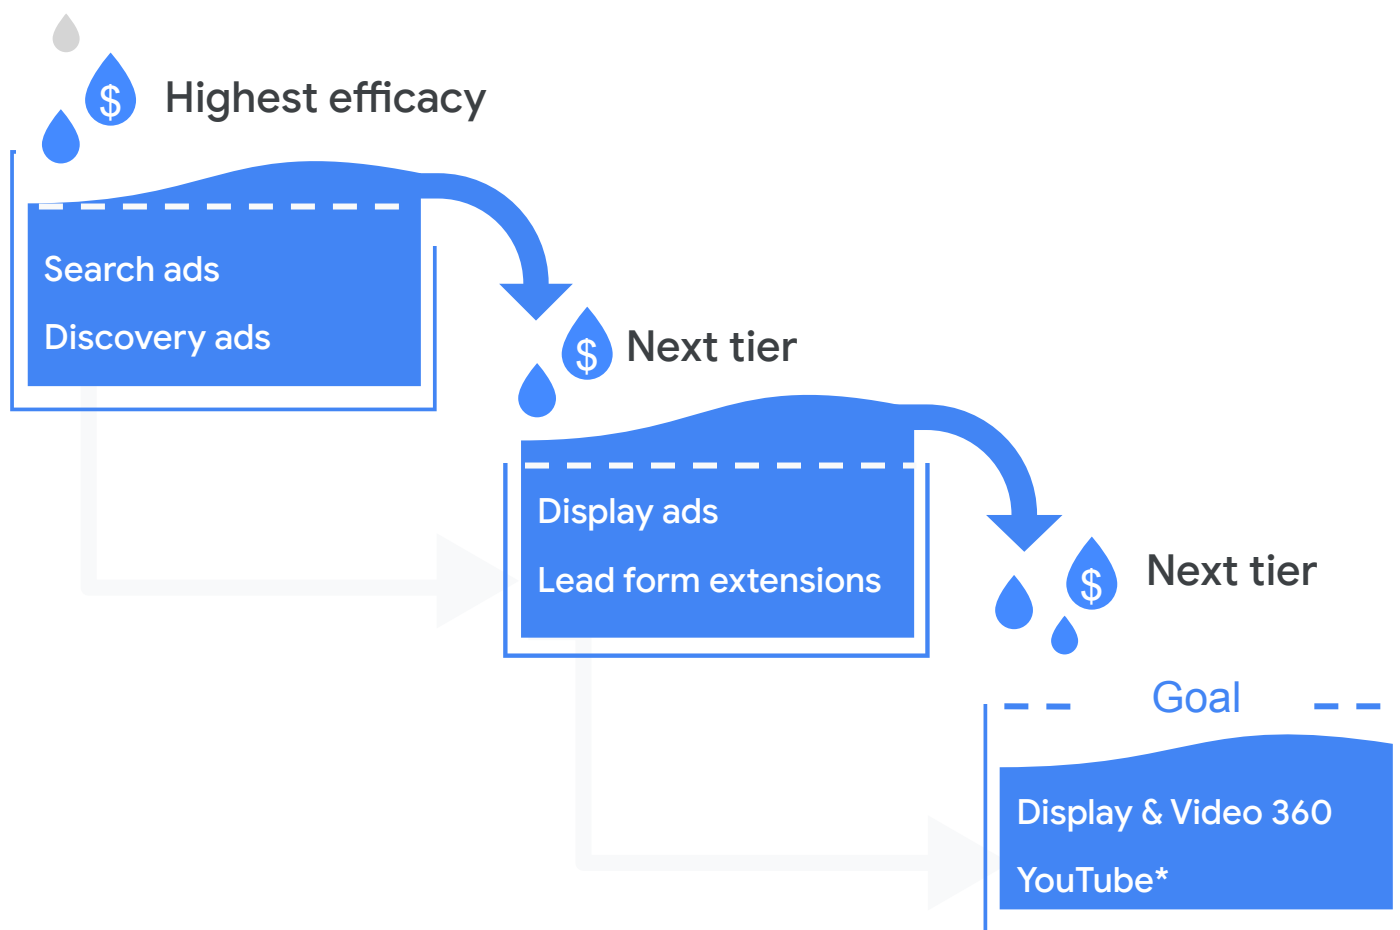 $
Highest efficacy
Search ads
Discovery ads
$
Next tier
Display ads
Lead form extensions
$
Next tier
Goal
Display & Video 360
YouTube*